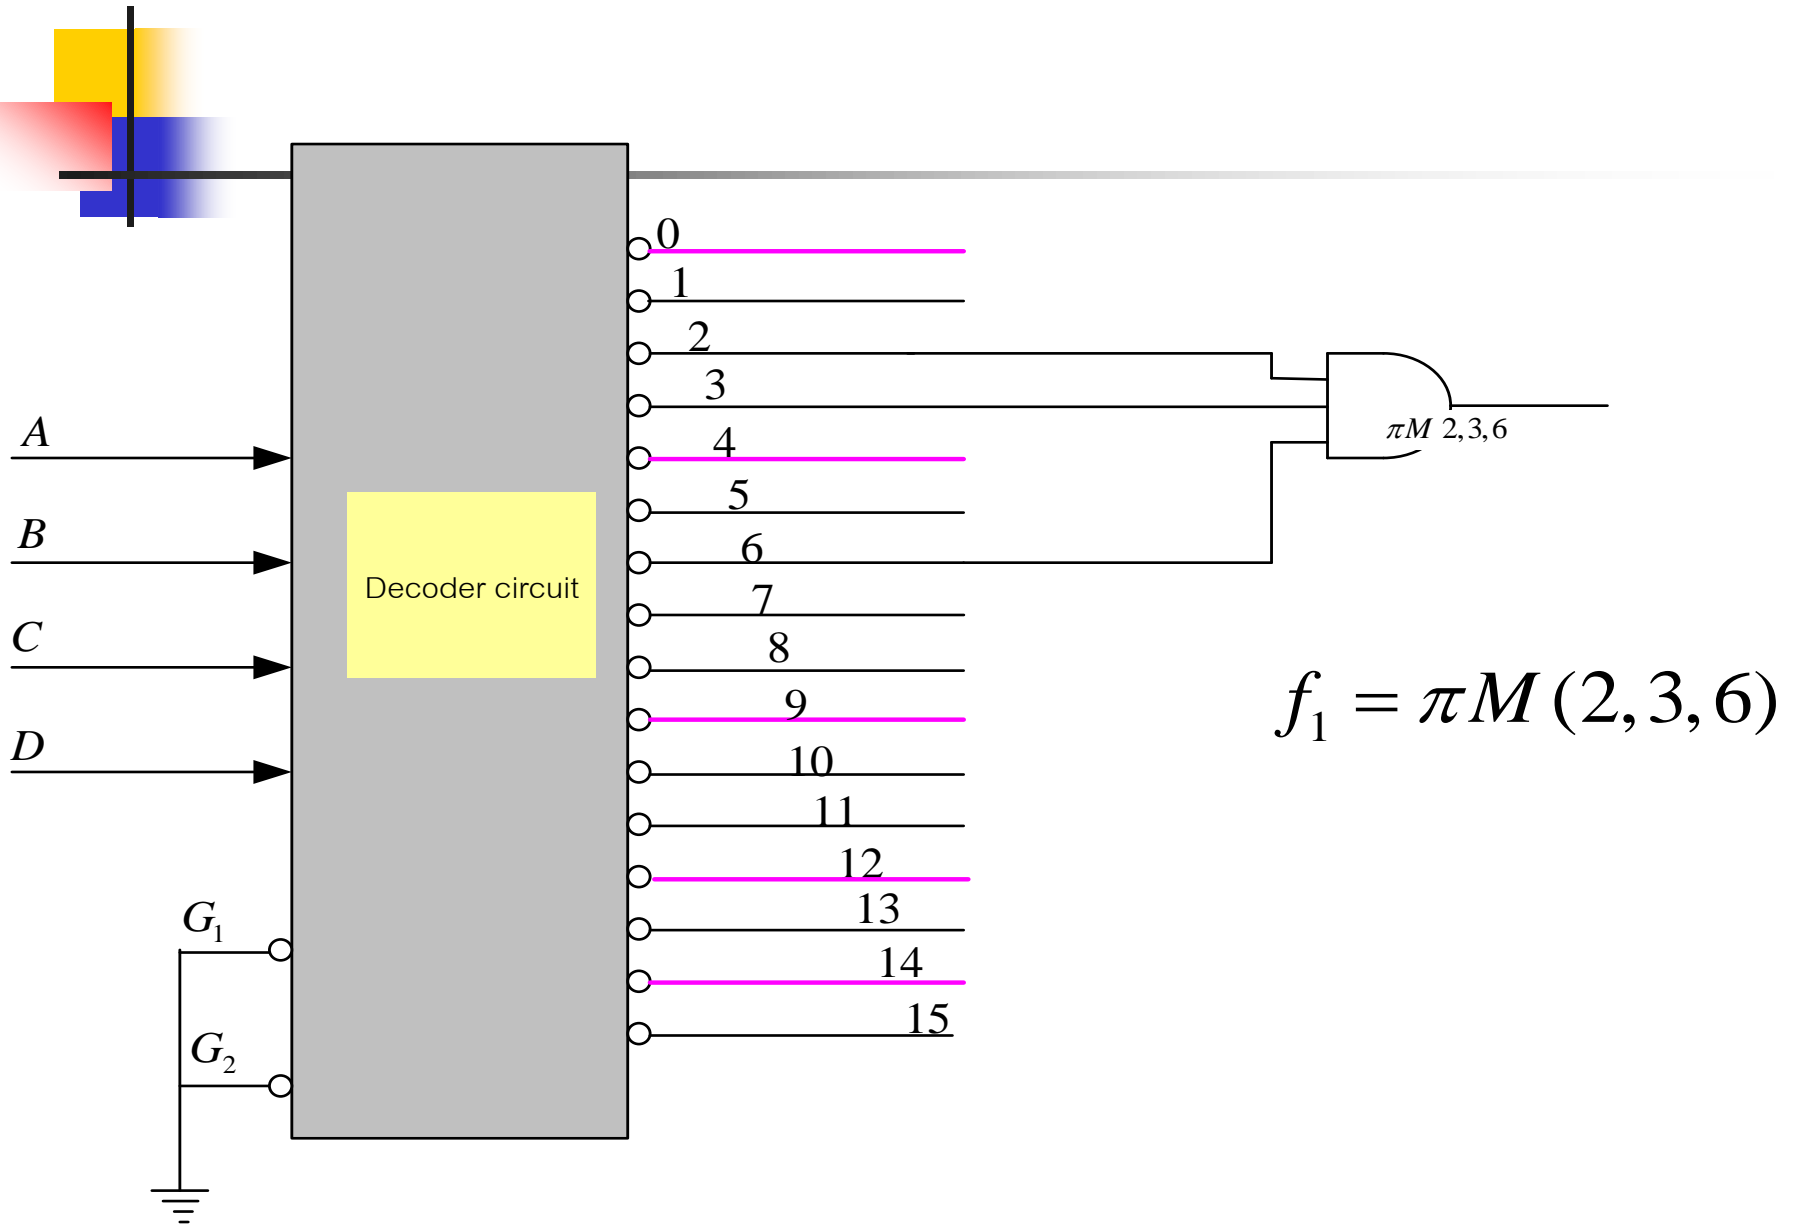 0
1
2
3
πM 2,3,6
A
4
5
B
6
Decoder circuit
7
C
8
f₁ = πM (2,3,6)
9
D
10
11
12
13
G₁
14
15
G₂